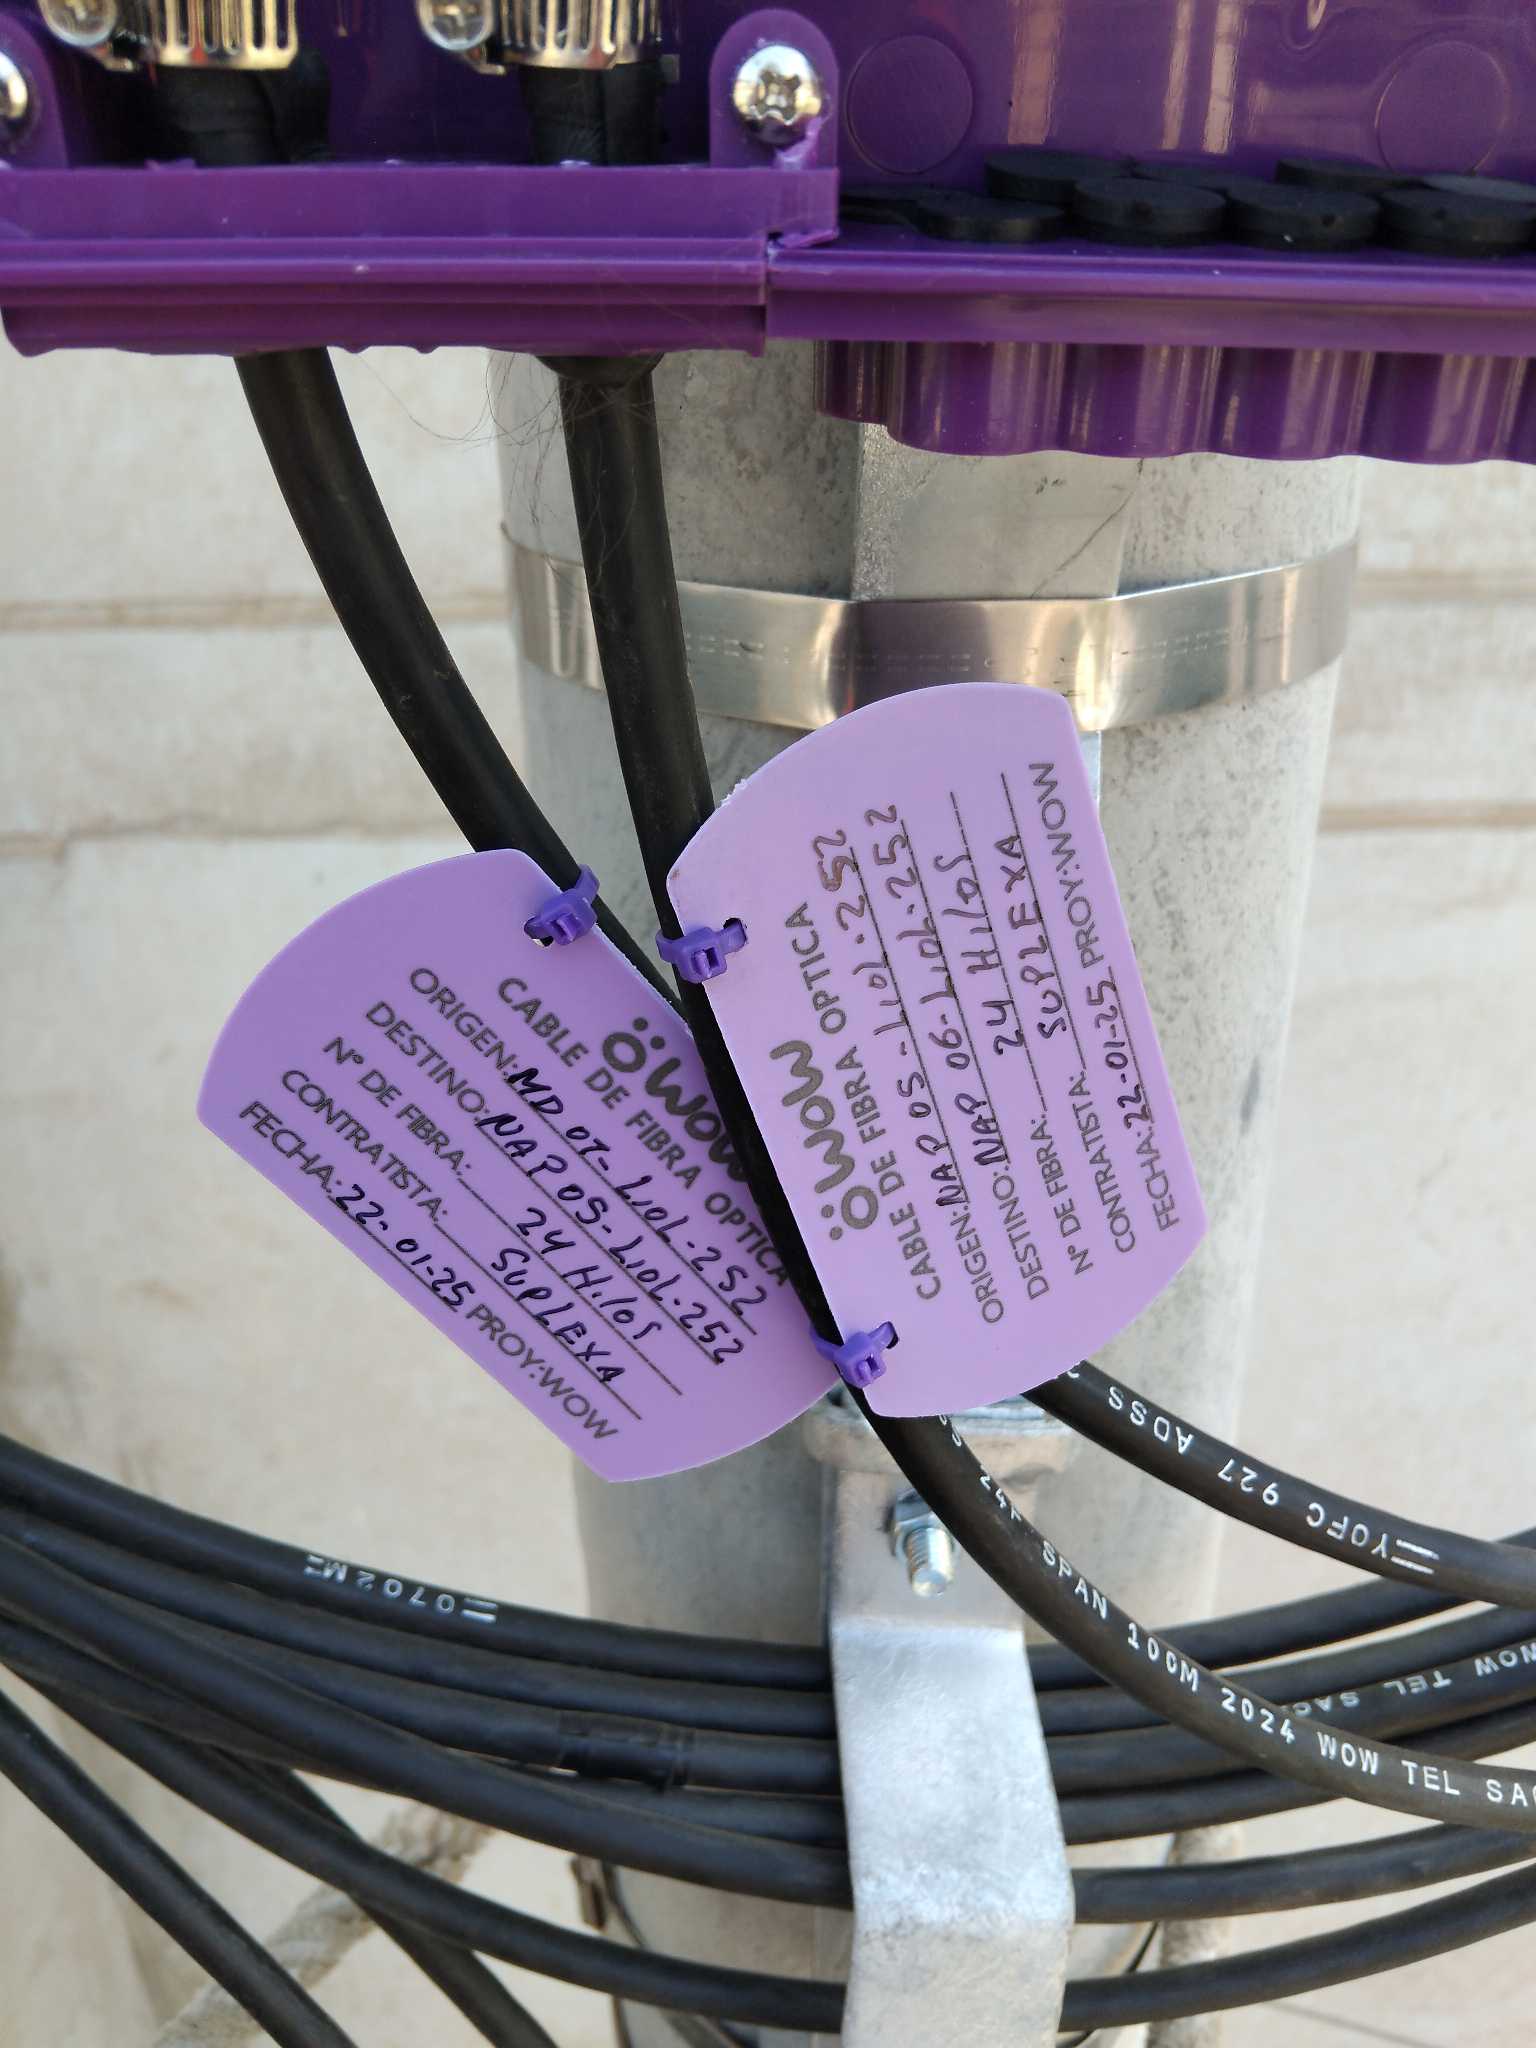 WOW
CABLE DE FIBRA OPTICA
ORIGEN: MD 07-LIOL-252
DESTINO: NAP 05-LIOL-252
Nº DE FIBRA: 24 Hilos
CONTRATISTA: SUPLEXA
FECHA: 22-01-25 PROY:WOW
WOW
CABLE DE FIBRA OPTICA
ORIGEN: NAP 05-LIOL-252
DESTINO: NAP 06-LIOL-252
Nº DE FIBRA: 24 Hilos
CONTRATISTA: SUPLEXA
FECHA: 22-01-25 PROY:WOW
=YOFC 927 ADSS
=0702M
24F SPAN 100M 2024 WOW TEL SAC
WOW TEL SAC